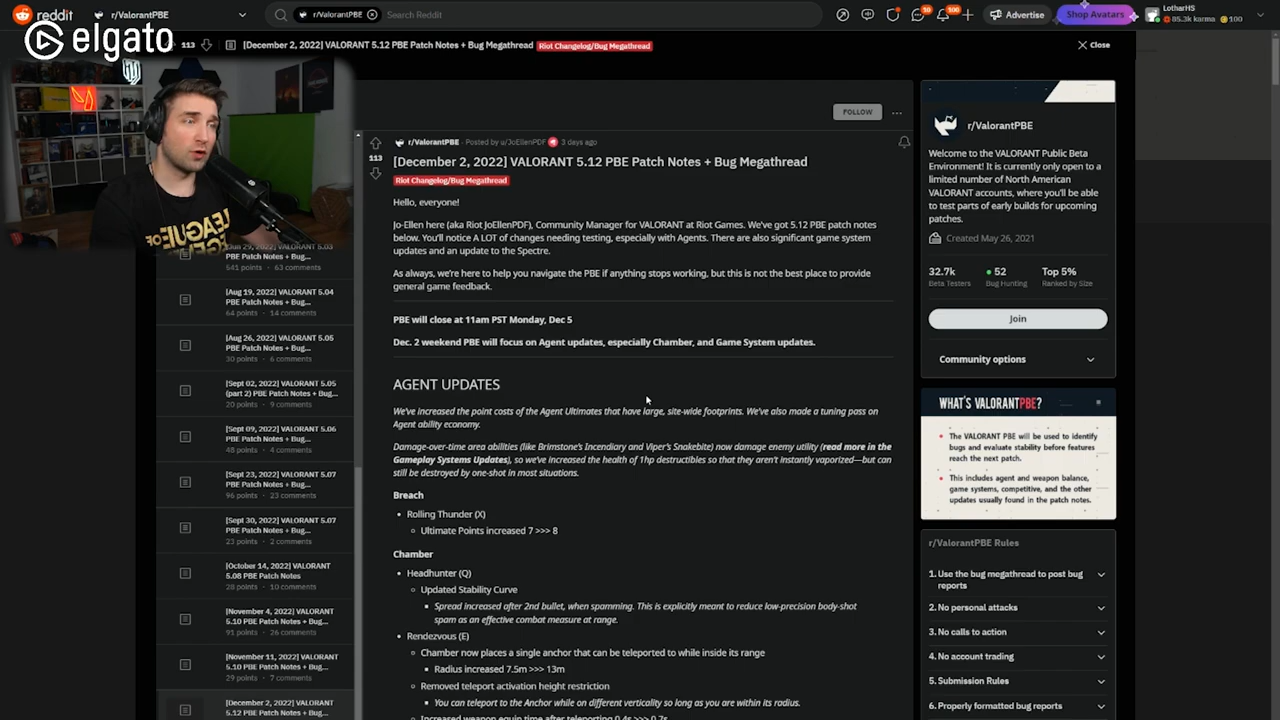 reddit
r/ValorantPBE
r/ValorantPBE
Search Reddit
Advertise
Shop Avatars
LotharHS
85.3k karma
100
elgato
113
[December 2, 2022] VALORANT 5.12 PBE Patch Notes + Bug Megathread
Riot Changelog/Bug Megathread
Close
FOLLOW
r/ValorantPBE · Posted by u/JoEllenPDF 3 days ago
113
[December 2, 2022] VALORANT 5.12 PBE Patch Notes + Bug Megathread
Riot Changelog/Bug Megathread
Hello, everyone!
Jo-Ellen here (aka Riot JoEllenPDF), Community Manager for VALORANT at Riot Games. We've got 5.12 PBE patch notes
below. You'll notice A LOT of changes needing testing, especially with Agents. There are also significant game system
updates and an update to the Spectre.
As always, we're here to help you navigate the PBE if anything stops working, but this is not the best place to provide
general game feedback.
PBE will close at 11am PST Monday, Dec 5
Dec. 2 weekend PBE will focus on Agent updates, especially Chamber, and Game System updates.
AGENT UPDATES
We've increased the point costs of the Agent Ultimates that have large, site-wide footprints. We've also made a tuning pass on
Agent ability economy.
Damage-over-time area abilities (like Brimstone's Incendiary and Viper's Snakebite) now damage enemy utility (read more in the
Gameplay Systems Updates), so we've increased the health of 1hp destructibles so that they aren't instantly vaporized—but can
still be destroyed by one-shot in most situations.
Breach
Rolling Thunder (X)
Ultimate Points increased 7 >>> 8
Chamber
Headhunter (Q)
Updated Stability Curve
Spread increased after 2nd bullet, when spamming. This is explicitly meant to reduce low-precision body-shot
spam as an effective combat measure at range.
Rendezvous (E)
Chamber now places a single anchor that can be teleported to while inside its range
Radius increased 7.5m >>> 13m
Removed teleport activation height restriction
You can teleport to the Anchor while on different verticality so long as you are within its radius.
Increased weapon equip time after teleporting 0.4s >>> 0.7s
[Jun 29, 2022] VALORANT 5.03
PBE Patch Notes + Bug...
541 points · 63 comments
[Aug 19, 2022] VALORANT 5.04
PBE Patch Notes + Bug...
64 points · 14 comments
[Aug 26, 2022] VALORANT 5.05
PBE Patch Notes + Bug...
30 points · 6 comments
[Sept 02, 2022] VALORANT 5.05
(part 2) PBE Patch Notes + Bug...
20 points · 9 comments
[Sept 09, 2022] VALORANT 5.06
PBE Patch Notes + Bug...
48 points · 4 comments
[Sept 23, 2022] VALORANT 5.07
PBE Patch Notes + Bug...
96 points · 23 comments
[Sept 30, 2022] VALORANT 5.07
PBE Patch Notes + Bug...
23 points · 2 comments
[October 14, 2022] VALORANT
5.08 PBE Patch Notes
28 points · 10 comments
[November 4, 2022] VALORANT
5.10 PBE Patch Notes + Bug...
91 points · 26 comments
[November 11, 2022] VALORANT
5.10 PBE Patch Notes + Bug...
29 points · 7 comments
[December 2, 2022] VALORANT
5.12 PBE Patch Notes + Bug...
r/ValorantPBE
Welcome to the VALORANT Public Beta
Environment! It is currently only open to a
limited number of North American
VALORANT accounts, where you'll be able
to test parts of early builds for upcoming
patches.
Created May 26, 2021
32.7k
Beta Testers
52
Bug Hunting
Top 5%
Ranked by Size
Join
Community options
WHAT'S VALORANTPBE?
The VALORANT PBE will be used to identify
bugs and evaluate stability before features
reach the next patch.
This includes agent and weapon balance,
game systems, competitive, and the other
updates usually found in the patch notes.
r/ValorantPBE Rules
1. Use the bug megathread to post bug
reports
2. No personal attacks
3. No calls to action
4. No account trading
5. Submission Rules
6. Properly formatted bug reports